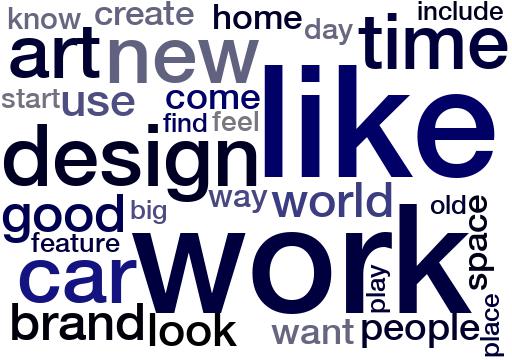 know
create
home
day
include
art
new
time
start
use
come
find
feel
like
design
way
world
old
good
big
feature
car
work
play
space
brand
look
want
people
place